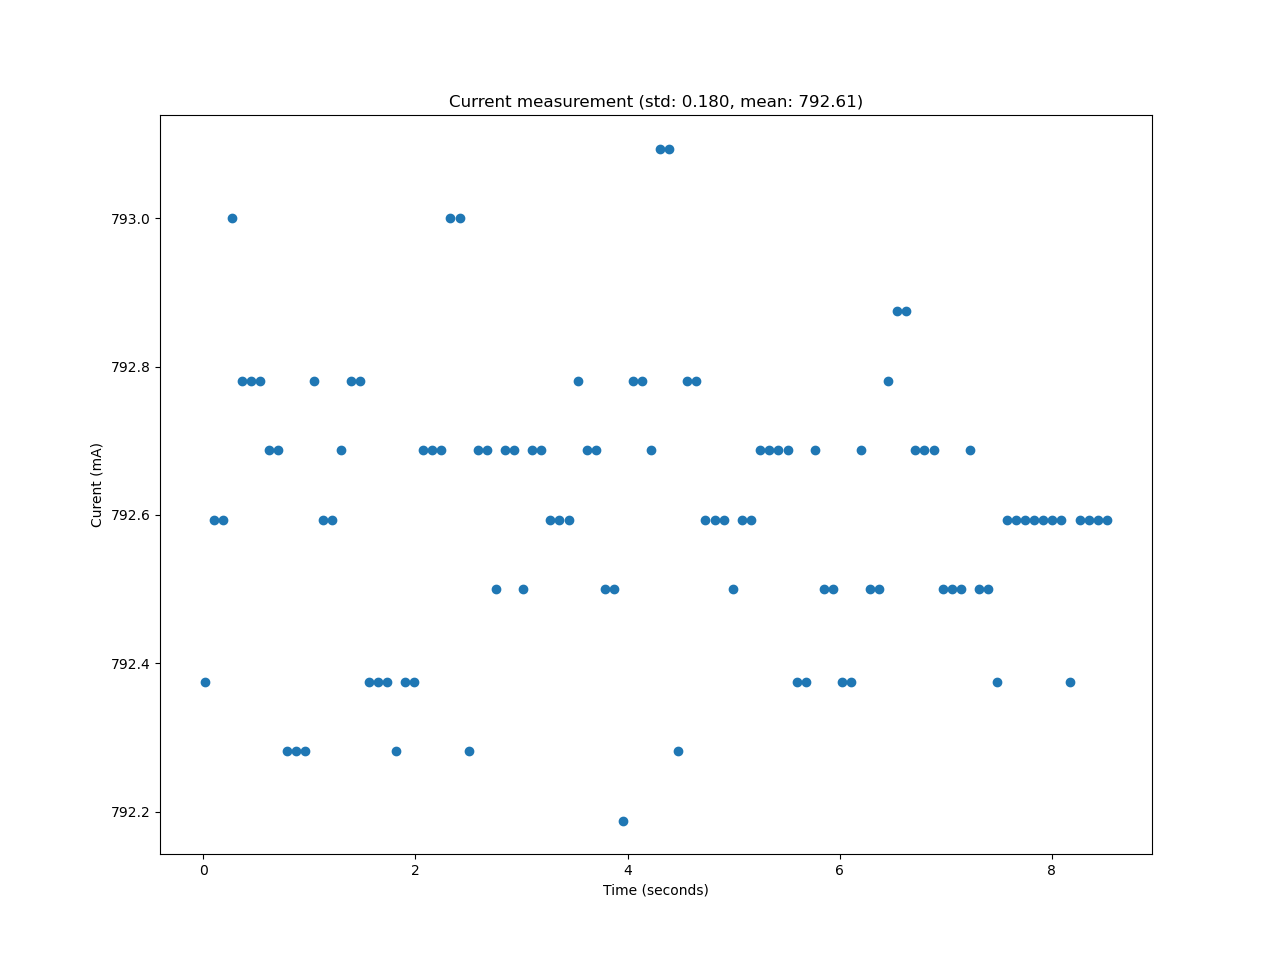 Current measurement (std: 0.180, mean: 792.61)
793.0
792.8
792.6
792.4
792.2
Curent (mA)
0 2 4 6 8
Time (seconds)